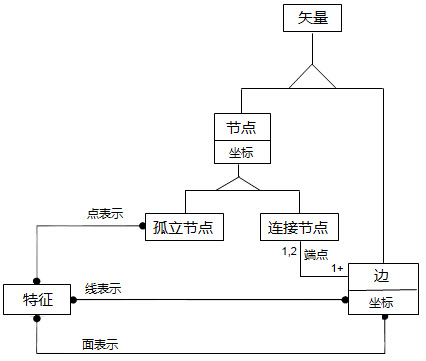 矢量
节点
坐标
点表示
孤立节点
连接节点
1,2
端点
1+
边
坐标
特征
线表示
面表示